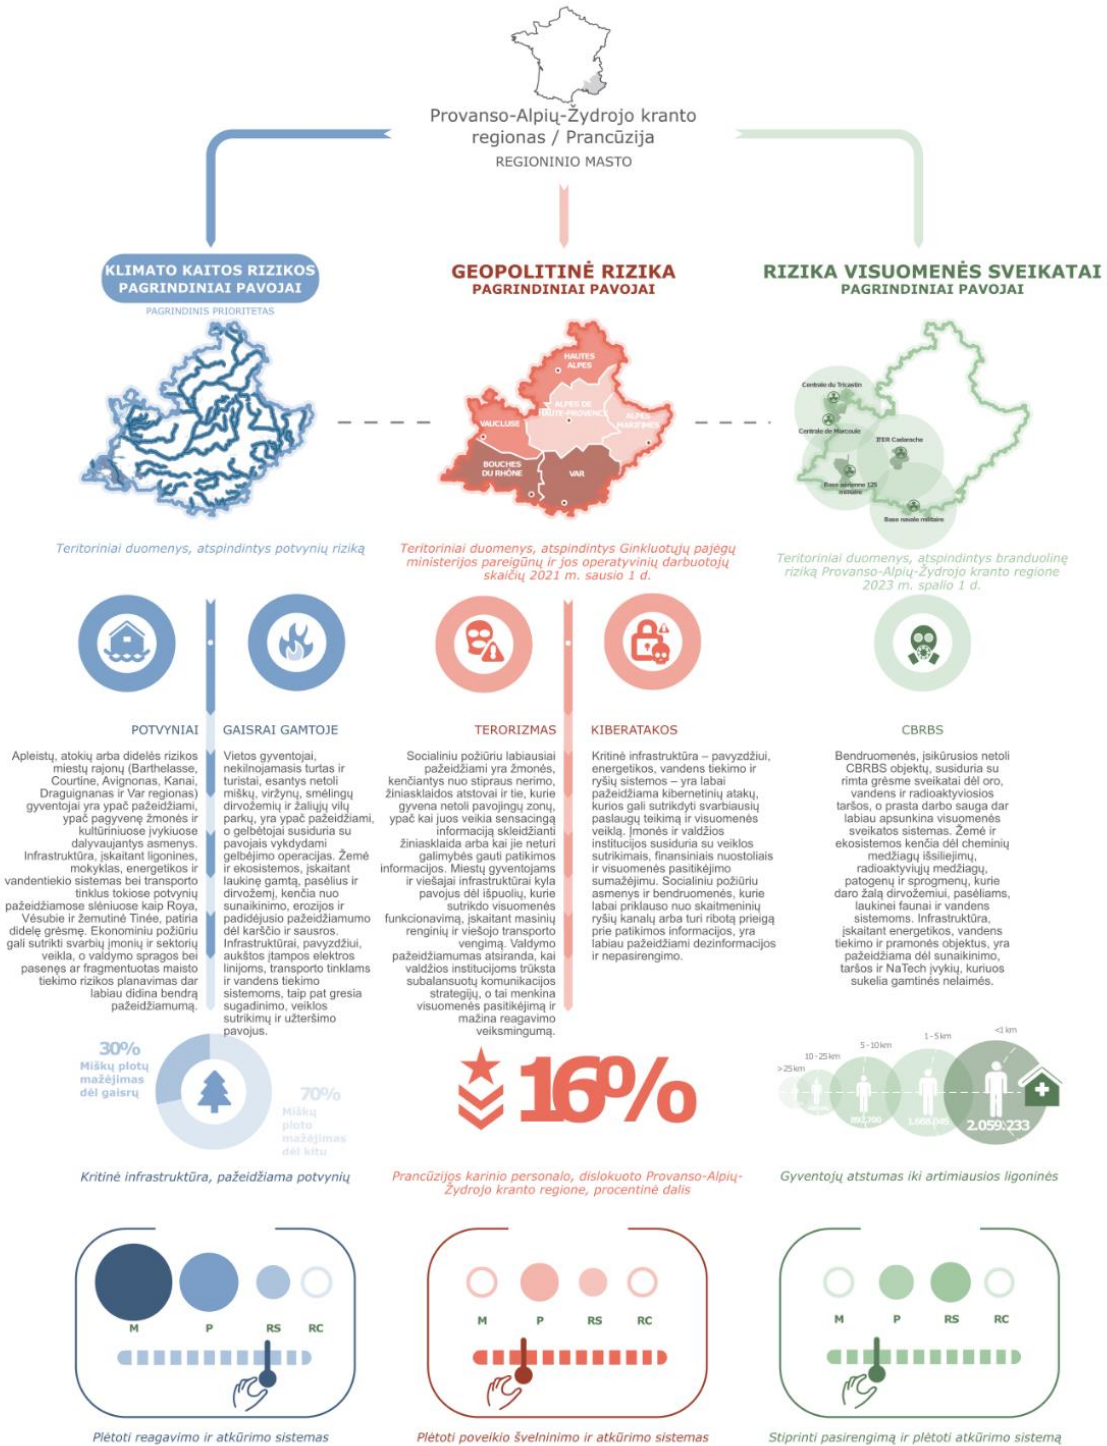 Provanso-Alpių-Žydrojo kranto
regionas / Prancūzija
REGIONINIO MASTO
KLIMATO KAITOS RIZIKOS
PAGRINDINIAI PAVOJAI
PAGRINDINIS PRIORITETAS
GEOPOLITINĖ RIZIKA
PAGRINDINIAI PAVOJAI
RIZIKA VISUOMENĖS SVEIKATAI
PAGRINDINIAI PAVOJAI
HAUTES
ALPES
ALPES DE
HAUTE-PROVENCE
ALPES
MARITIMES
VAUCLUSE
BOUCHES
DU RHÔNE
VAR
Centrale du Tricastin
Centrale de Marcoule
ITER Cadarache
Base aérienne 125
militaire
Base navale militaire
Teritoriniai duomenys, atspindintys potvynių riziką
Teritoriniai duomenys, atspindintys Ginkluotųjų pajėgų
ministerijos pareigūnų ir jos operatyvinių darbuotojų
skaičių 2021 m. sausio 1 d.
Teritoriniai duomenys, atspindintys branduolinę
riziką Provanso-Alpių-Žydrojo kranto regione
2023 m. spalio 1 d.
POTVYNIAI
Apleistų, atokių arba didelės rizikos
miestų rajonų (Barthelasse,
Courtine, Avignonas, Kanai,
Draguignanas ir Var regionas)
gyventojai yra ypač pažeidžiami,
ypač pagyvenę žmonės ir
kultūriniuose įvykiuose
dalyvaujantys asmenys.
Infrastruktūra, įskaitant ligonines,
mokyklas, energetikos ir
vandentiekio sistemas bei transporto
tinklus tokiose potvynių
pažeidžiamose slėniuose kaip Roya,
Vésubie ir žemutinė Tinée, patiria
didelę grėsmę. Ekonominiu požiūriu
gali sutrikti svarbių įmonių ir sektorių
veikla, o valdymo spragos bei
pasenęs ar fragmentuotas maisto
tiekimo rizikos planavimas dar
labiau didina bendrą
pažeidžiamumą.
GAISRAI GAMTOJE
Vietos gyventojai,
nekilnojamasis turtas ir
turistai, esantys netoli
miškų, viržynų, smėlingų
dirvožemių ir žaliųjų vilų
parkų, yra ypač pažeidžiami,
o gelbėtojai susiduria su
pavojais vykdydami
gelbėjimo operacijas. Žemė
ir ekosistemos, įskaitant
laukinę gamtą, pasėlius ir
dirvožemį, kenčia nuo
sunaikinimo, erozijos ir
padidėjusio pažeidžiamumo
dėl karščio ir sausros.
Infrastruktūrai, pavyzdžiui,
aukštos įtampos elektros
linijoms, transporto tinklams
ir vandens tiekimo
sistemoms, taip pat gresia
sugadinimo, veiklos
sutrikimų ir užteršimo
pavojus.
TERORIZMAS
Socialiniu požiūriu labiausiai
pažeidžiami yra žmonės,
kenčiantys nuo stipraus nerimo,
žiniasklaidos atstovai ir tie, kurie
gyvena netoli pavojingų zonų,
ypač kai juos veikia sensacingą
informaciją skleidžianti
žiniasklaida arba kai jie neturi
galimybės gauti patikimos
informacijos. Miestų gyventojams
ir viešajai infrastruktūrai kyla
pavojus dėl išpuolių, kurie
sutrikdo visuomenės
funkcionavimą, įskaitant masinių
renginių ir viešojo transporto
vengimą. Valdymo
pažeidžiamumas atsiranda, kai
valdžios institucijoms trūksta
subalansuotų komunikacijos
strategijų, o tai menkina
visuomenės pasitikėjimą ir
mažina reagavimo
veiksmingumą.
KIBERATAKOS
Kritinė infrastruktūra – pavyzdžiui,
energetikos, vandens tiekimo ir
ryšių sistemos – yra labai
pažeidžiama kibernetinių atakų,
kurios gali sutrikdyti svarbiausių
paslaugų teikimą ir visuomenės
veiklą. Įmonės ir valdžios
institucijos susiduria su veiklos
sutrikimais, finansiniais nuostoliais
ir visuomenės pasitikėjimo
sumažėjimu. Socialiniu požiūriu
asmenys ir bendruomenės, kurie
labai priklauso nuo skaitmeninių
ryšių kanalų arba turi ribotą prieigą
prie patikimos informacijos, yra
labiau pažeidžiami dezinformacijos
ir nepasirengimo.
CBRBS
Bendruomenės, įsikūrusios netoli
CBRBS objektų, susiduria su
rimta grėsme sveikatai dėl oro,
vandens ir radioaktyviosios
taršos, o prasta darbo sauga dar
labiau apsunkina visuomenės
sveikatos sistemas. Žemė ir
ekosistemos kenčia dėl cheminių
medžiagų išsiliejimų,
radioaktyviųjų medžiagų,
patogenų ir sprogmenų, kurie
daro žalą dirvožemiui, pasėliams,
laukinei faunai ir vandens
sistemoms. Infrastruktūra,
įskaitant energetikos, vandens
tiekimo ir pramonės objektus, yra
pažeidžiama dėl sunaikinimo,
taršos ir NaTech įvykių, kuriuos
sukelia gamtinės nelaimės.
30%
Miškų plotų
mažėjimas
dėl gaisrų
70%
Miškų
ploto
mažėjimas
dėl kitų
Kritinė infrastruktūra, pažeidžiama potvynių
16%
Prancūzijos karinio personalo, dislokuoto Provanso-Alpių-
Žydrojo kranto regione, procentinė dalis
>25 km
10 - 25 km
5 - 10 km
1 - 5 km
<1 km
2.059.233
Gyventojų atstumas iki artimiausios ligoninės
M P RS RC
M P RS RC
M P RS RC
Plėtoti reagavimo ir atkūrimo sistemas
Plėtoti poveikio švelninimo ir atkūrimo sistemas
Stiprinti pasirengimą ir plėtoti atkūrimo sistemą